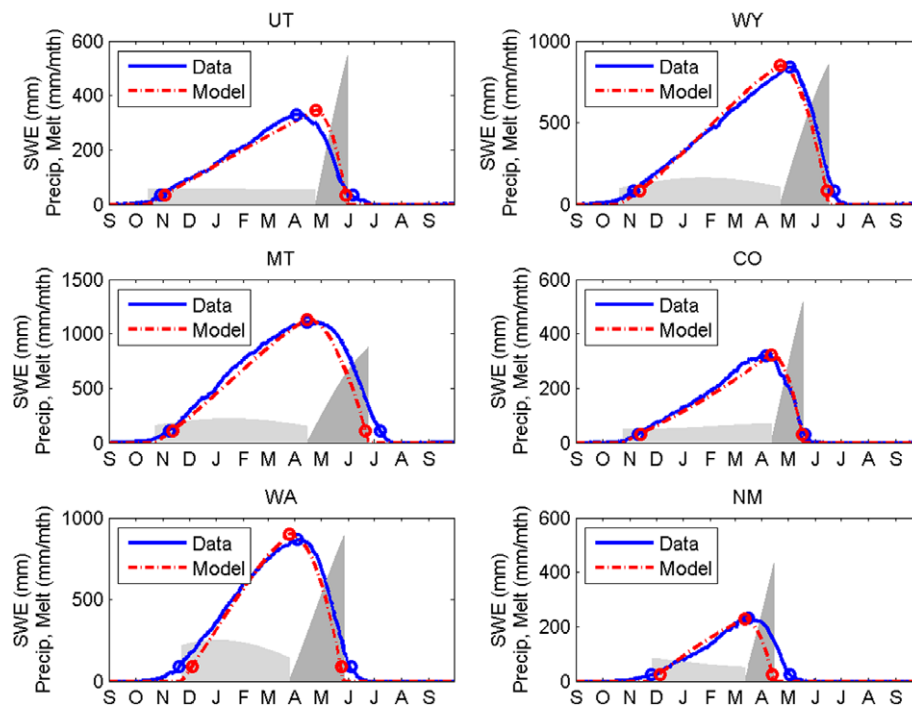 UT
600
400
200
0
SWE (mm)
Precip, Melt (mm/mth)
Data
Model
S O N D J F M A M J J A S
WY
1000
500
0
SWE (mm)
Precip, Melt (mm/mth)
Data
Model
S O N D J F M A M J J A S
MT
1500
1000
500
0
SWE (mm)
Precip, Melt (mm/mth)
Data
Model
S O N D J F M A M J J A S
CO
600
400
200
0
SWE (mm)
Precip, Melt (mm/mth)
Data
Model
S O N D J F M A M J J A S
WA
1000
500
0
SWE (mm)
Precip, Melt (mm/mth)
Data
Model
S O N D J F M A M J J A S
NM
600
400
200
0
SWE (mm)
Precip, Melt (mm/mth)
Data
Model
S O N D J F M A M J J A S